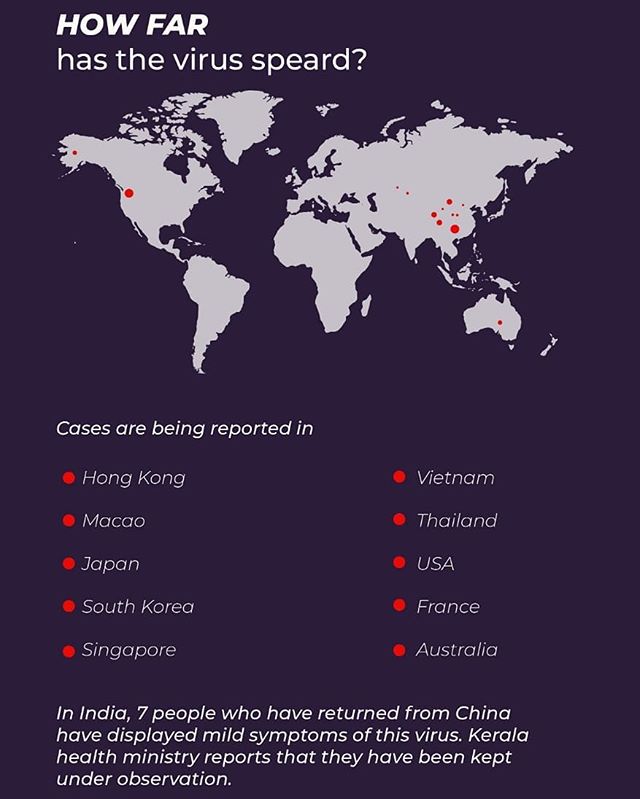 HOW FAR
has the virus speard?
Cases are being reported in
Hong Kong
Macao
Japan
South Korea
Singapore
Vietnam
Thailand
USA
France
Australia
In India, 7 people who have returned from China
have displayed mild symptoms of this virus. Kerala
health ministry reports that they have been kept
under observation.